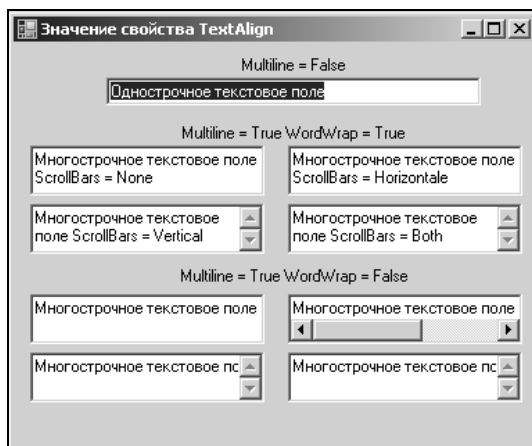 Значение свойства TextAlign
Multiline = False
Однострочное текстовое поле
Multiline = True WordWrap = True
Многострочное текстовое поле
ScrollBars = None
Многострочное текстовое поле
ScrollBars = Horizontale
Многострочное текстовое
поле ScrollBars = Vertical
Многострочное текстовое
поле ScrollBars = Both
Multiline = True WordWrap = False
Многострочное текстовое поле
Многострочное текстовое поле
Многострочное текстовое пс
Многострочное текстовое пс